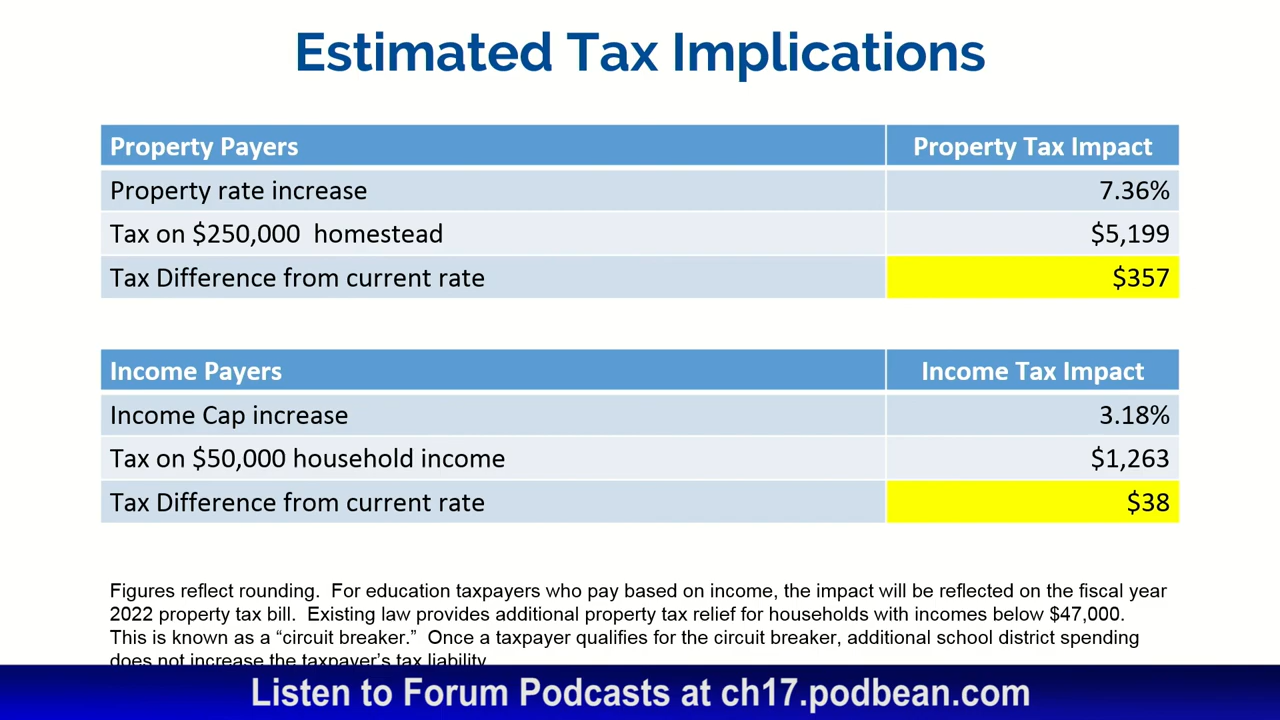 Estimated Tax Implications
Property Payers Property Tax Impact
Property rate increase 7.36%
Tax on $250,000  homestead $5,199
Tax Difference from current rate $357
Income Payers Income Tax Impact
Income Cap increase 3.18%
Tax on $50,000 household income $1,263
Tax Difference from current rate $38
Figures reflect rounding.  For education taxpayers who pay based on income, the impact will be reflected on the fiscal year
2022 property tax bill.  Existing law provides additional property tax relief for households with incomes below $47,000.
This is known as a “circuit breaker.”  Once a taxpayer qualifies for the circuit breaker, additional school district spending
does not increase the taxpayer’s tax liability
Listen to Forum Podcasts at ch17.podbean.com